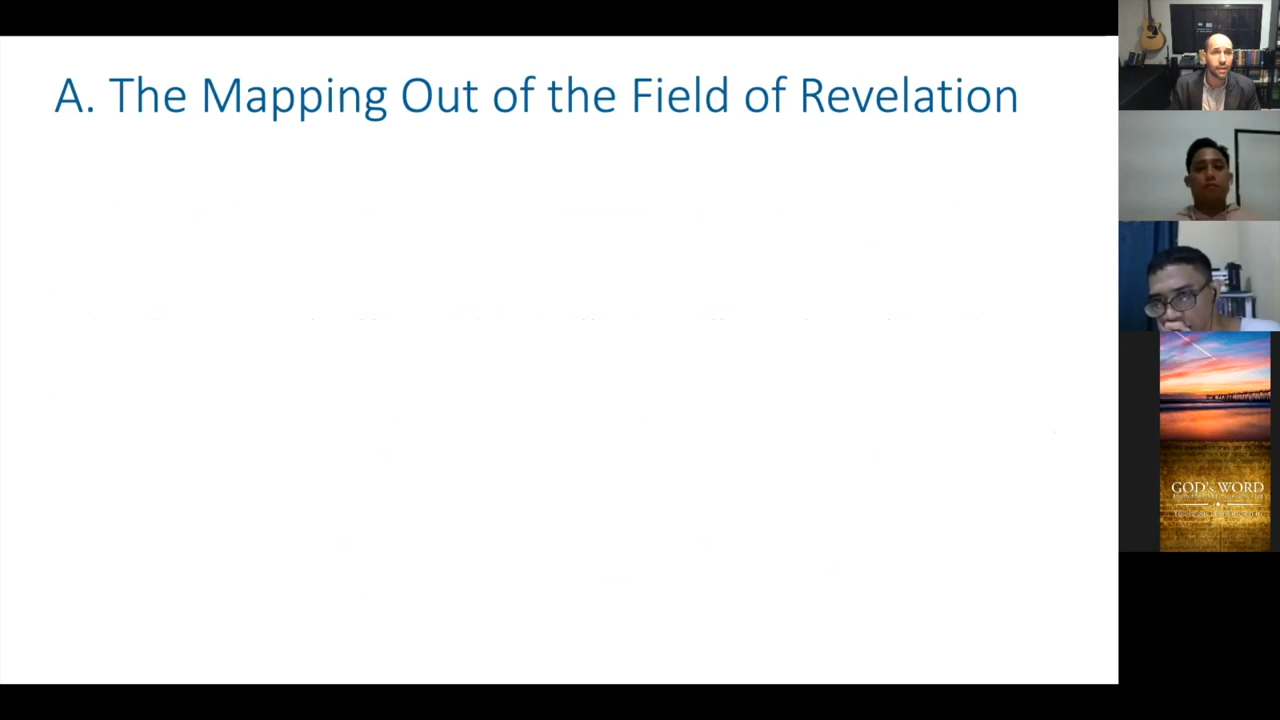 A. The Mapping Out of the Field of Revelation
GOD's WORD